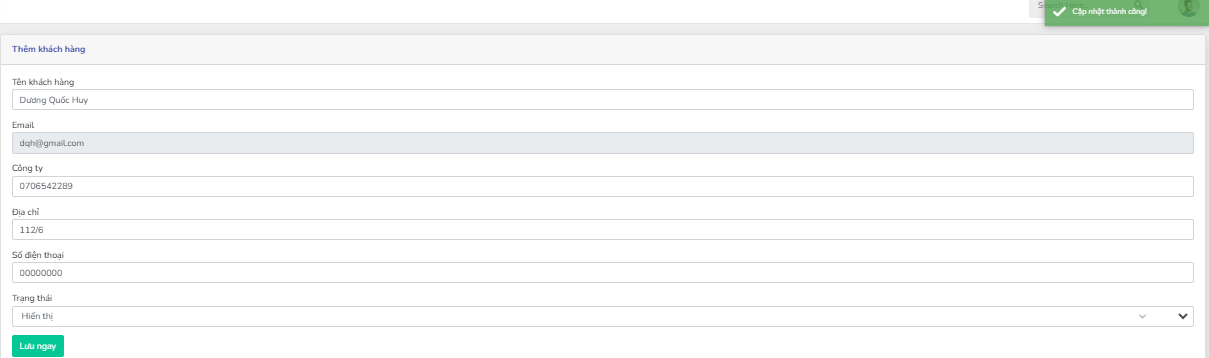 Cập nhật thành công!
Thêm khách hàng
Tên khách hàng
Dương Quốc Huy
Email
dqh@gmail.com
Công ty
0706542289
Địa chỉ
112/6
Số điện thoại
00000000
Trạng thái
Hiển thị
Lưu ngay